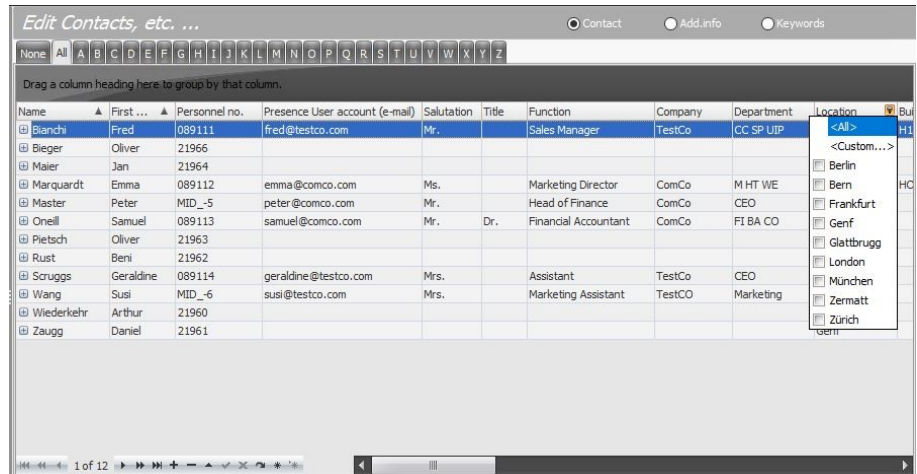 Edit Contacts, etc. ...
Contact Add.info Keywords
None All A B C D E F G H I J K L M N O P Q R S T U V W X Y Z
Drag a column heading here to group by that column.
Name First ... Personnel no. Presence User account (e-mail) Salutation Title Function Company Department Location Bui
Bianchi Fred 089111 fred@testco.com Mr. Sales Manager TestCo CC SP UIP <All> H1
Bieger Oliver 21966 <Custom...>
Maier Jan 21964 Berlin
Marquardt Emma 089112 emma@comco.com Ms. Marketing Director ComCo M HT WE Bern HO
Master Peter MID_-5 peter@comco.com Mr. Head of Finance ComCo CEO Frankfurt
Oneill Samuel 089113 samuel@comco.com Mr. Dr. Financial Accountant ComCo FI BA CO Genf
Pietsch Oliver 21963 Glattbrugg
Rust Beni 21962 London
Scruggs Geraldine 089114 geraldine@testco.com Mrs. Assistant TestCo CEO München
Wang Susi MID_-6 susi@testco.com Mrs. Marketing Assistant TestCO Marketing Zermatt
Wiederkehr Arthur 21960 Zürich
Zaugg Daniel 21961 Genf
1 of 12